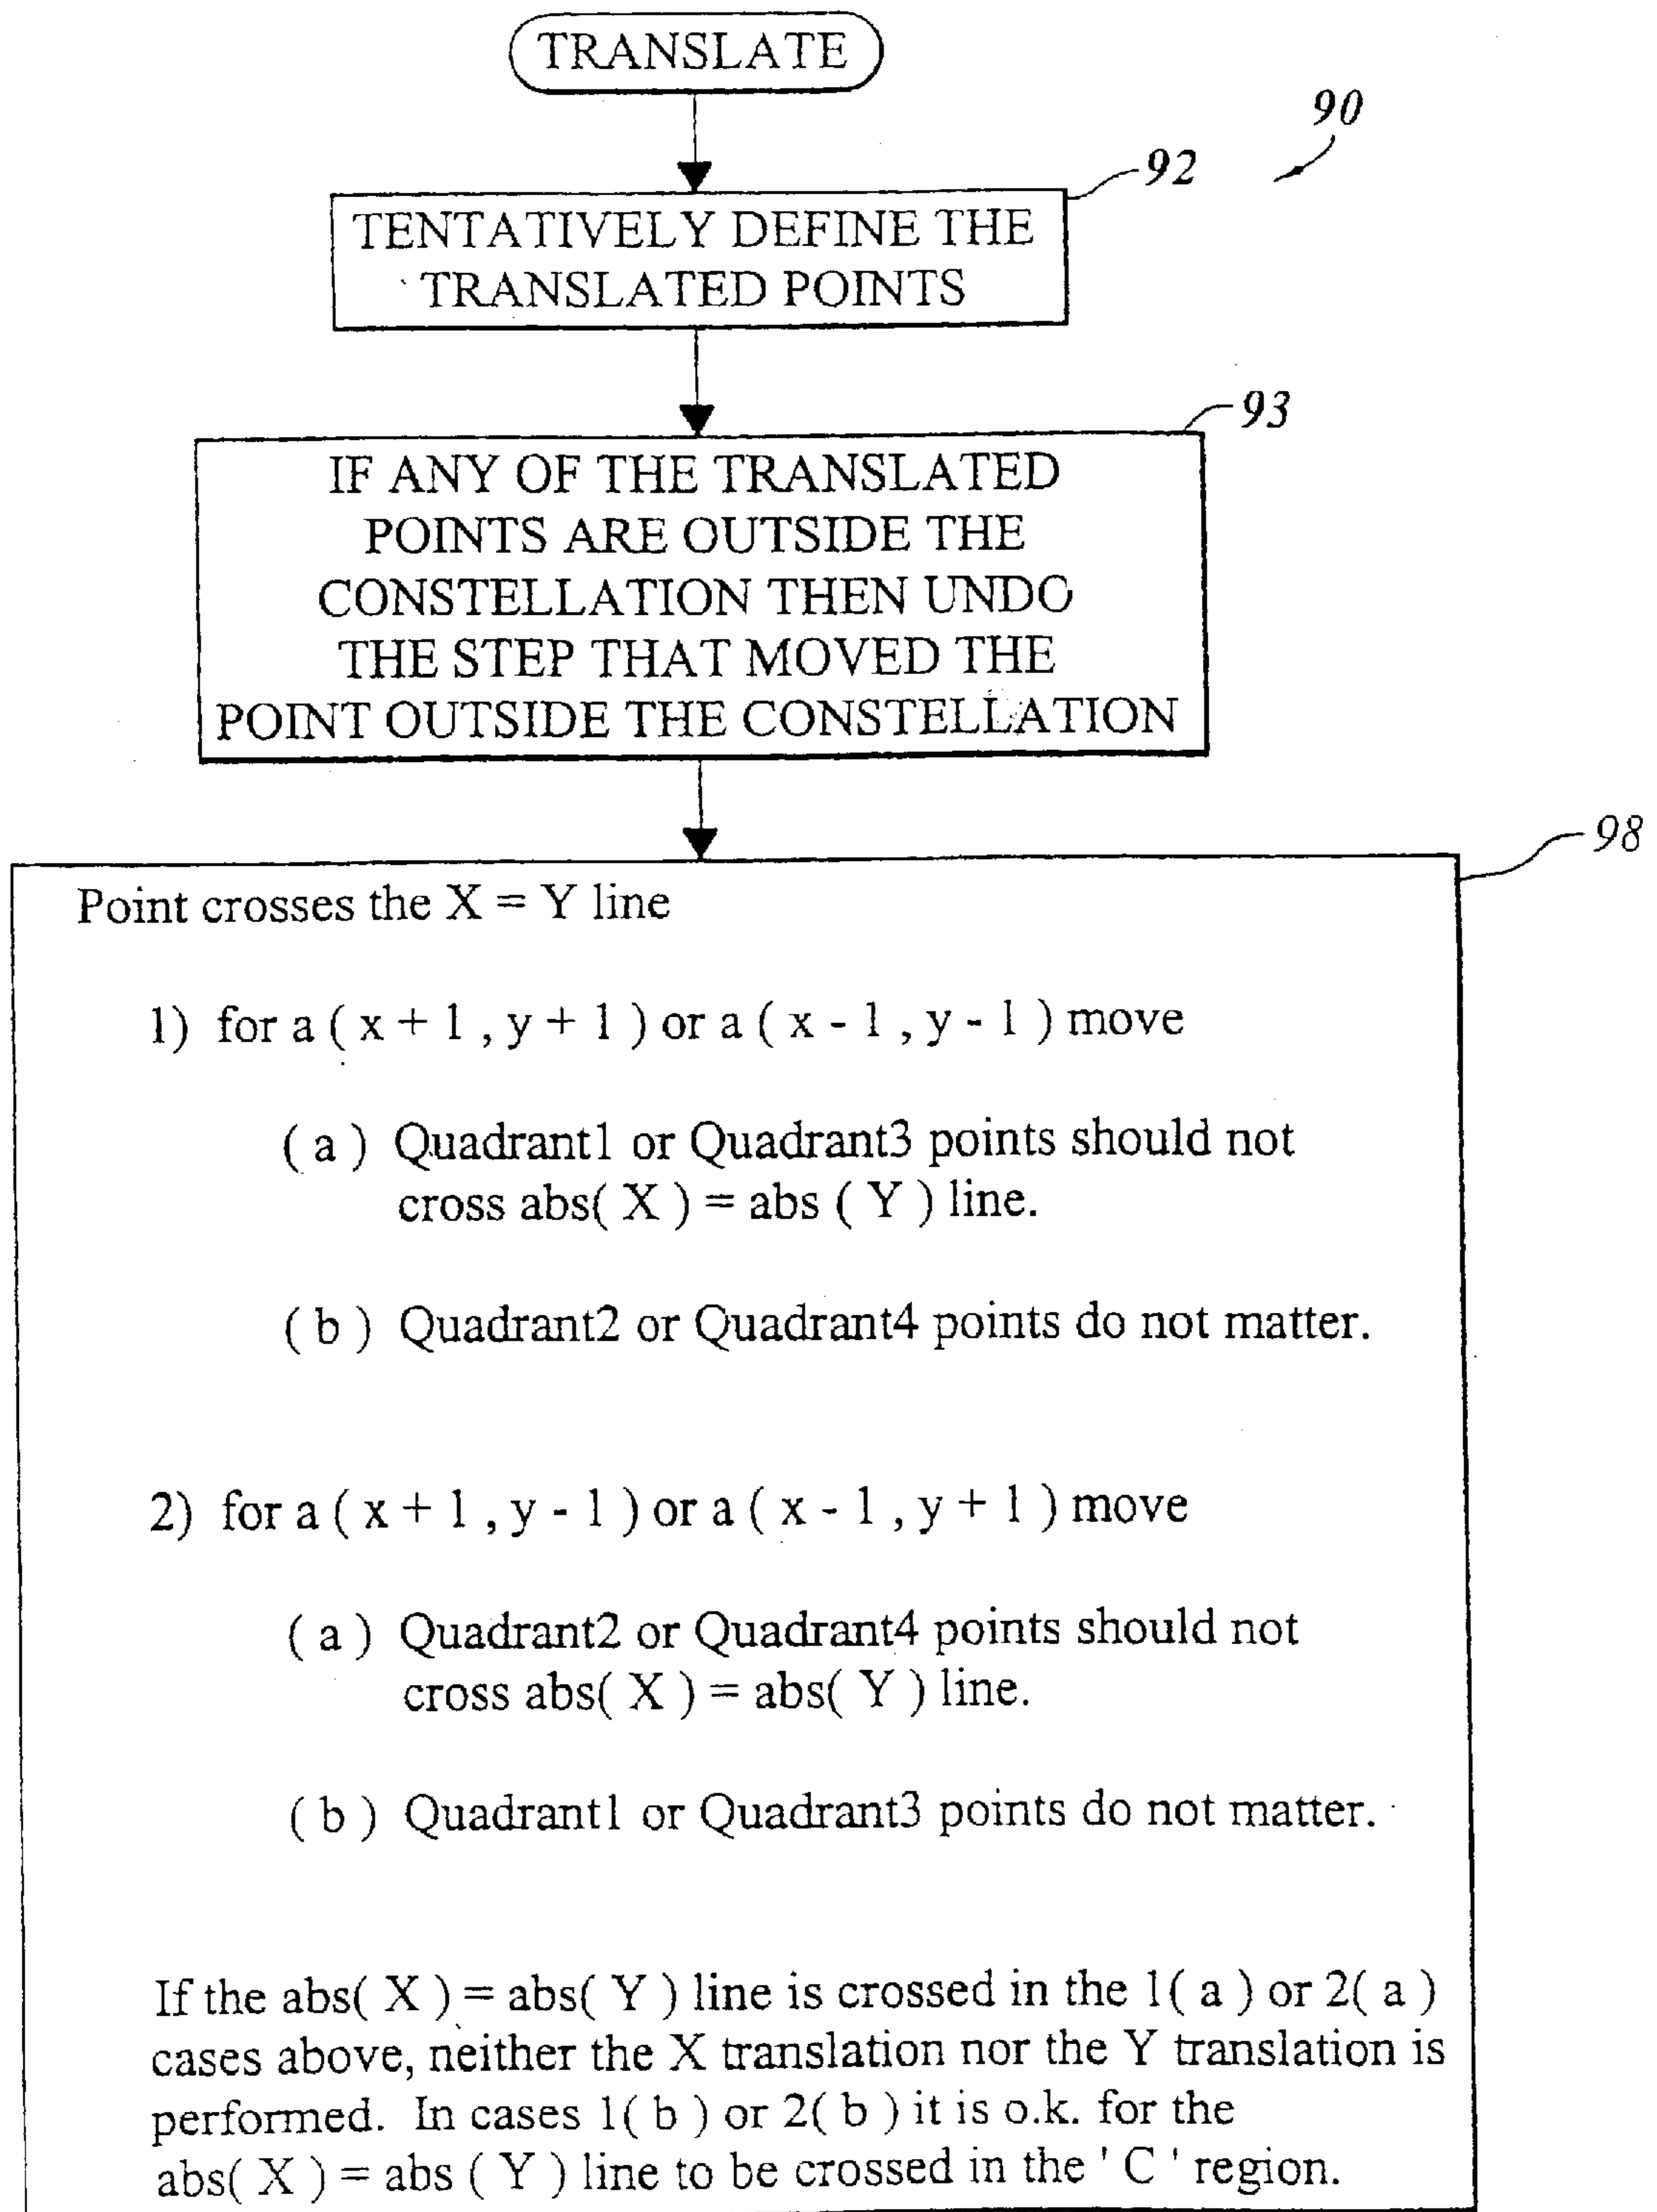 TRANSLATE
90
92
TENTATIVELY DEFINE THE
TRANSLATED POINTS
93
IF ANY OF THE TRANSLATED
POINTS ARE OUTSIDE THE
CONSTELLATION THEN UNDO
THE STEP THAT MOVED THE
POINT OUTSIDE THE CONSTELLATION
98
Point crosses the X = Y line
1) for a ( x + 1 , y + 1 ) or a ( x - 1 , y - 1 ) move
( a ) Quadrant1 or Quadrant3 points should not
cross abs( X ) = abs ( Y ) line.
( b ) Quadrant2 or Quadrant4 points do not matter.
2) for a ( x + 1 , y - 1 ) or a ( x - 1 , y + 1 ) move
( a ) Quadrant2 or Quadrant4 points should not
cross abs( X ) = abs( Y ) line.
( b ) Quadrant1 or Quadrant3 points do not matter.
If the abs( X ) = abs( Y ) line is crossed in the 1( a ) or 2( a )
cases above, neither the X translation nor the Y translation is
performed. In cases 1( b ) or 2( b ) it is o.k. for the
abs( X ) = abs ( Y ) line to be crossed in the ' C ' region.